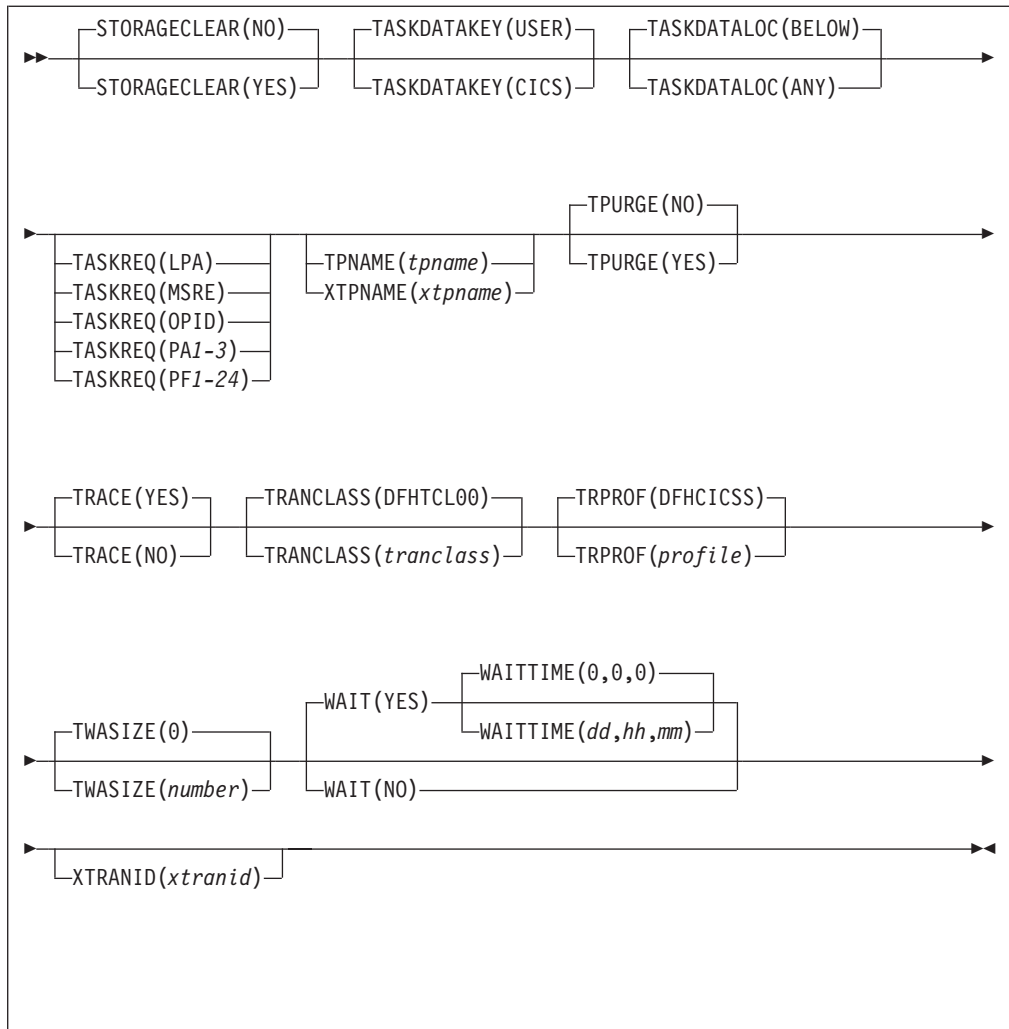 STORAGECLEAR(NO) TASKDATAKEY(USER) TASKDATALOC(BELOW)
STORAGECLEAR(YES) TASKDATAKEY(CICS) TASKDATALOC(ANY)
TPURGE(NO)
TASKREQ(LPA) TPNAME(tpname) TPURGE(YES)
TASKREQ(MSRE) XTPNAME(xtpname)
TASKREQ(OPID)
TASKREQ(PA1-3)
TASKREQ(PF1-24)
TRACE(YES) TRANCLASS(DFHTCL00) TRPROF(DFHCICSS)
TRACE(NO) TRANCLASS(tranclass) TRPROF(profile)
WAITTIME(0,0,0)
TWASIZE(0) WAIT(YES) WAITTIME(dd,hh,mm)
TWASIZE(number) WAIT(NO)
XTRANID(xtranid)